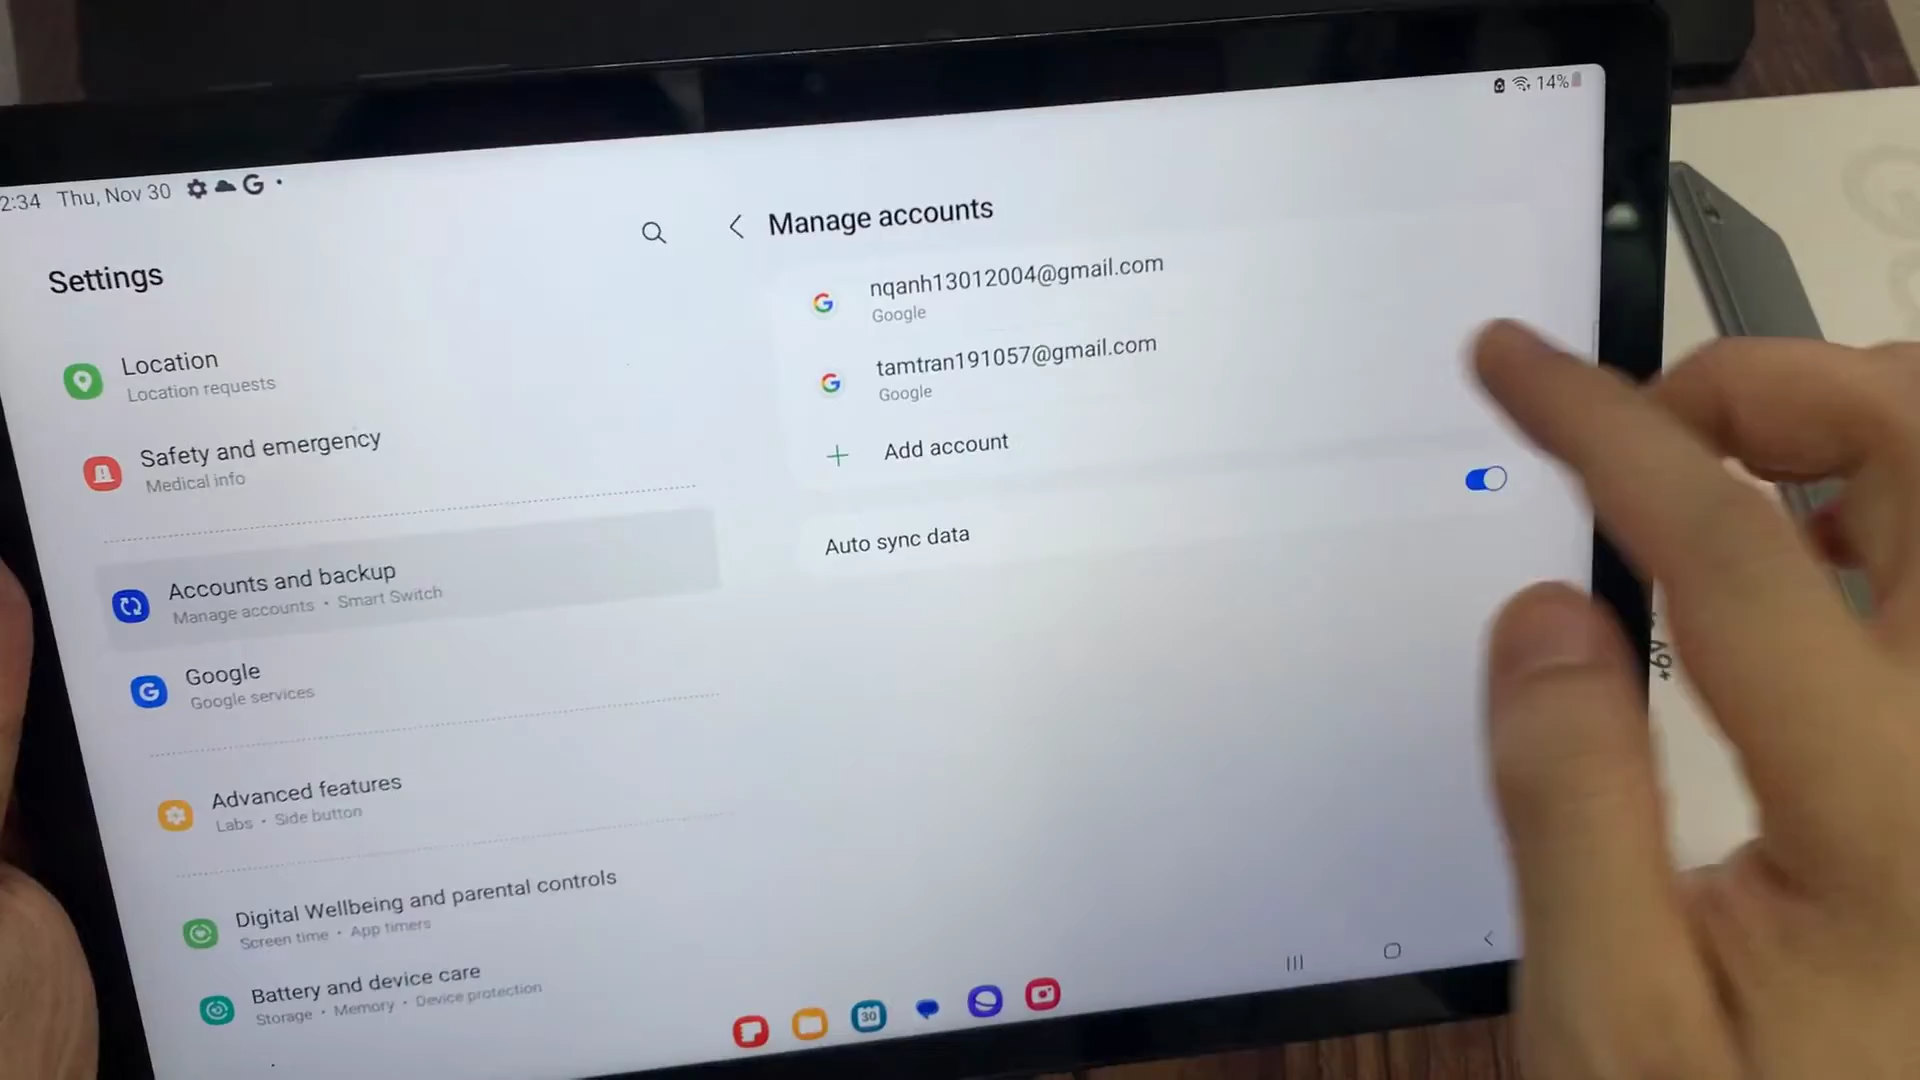 14%
2:34 Thu, Nov 30
Settings
Location
Location requests
Safety and emergency
Medical info
Accounts and backup
Manage accounts • Smart Switch
Google
Google services
Advanced features
Labs • Side button
Digital Wellbeing and parental controls
Screen time • App timers
Battery and device care
Storage • Memory • Device protection
Manage accounts
nqanh13012004@gmail.com
Google
tamtran191057@gmail.com
Google
Add account
Auto sync data
30
A9+